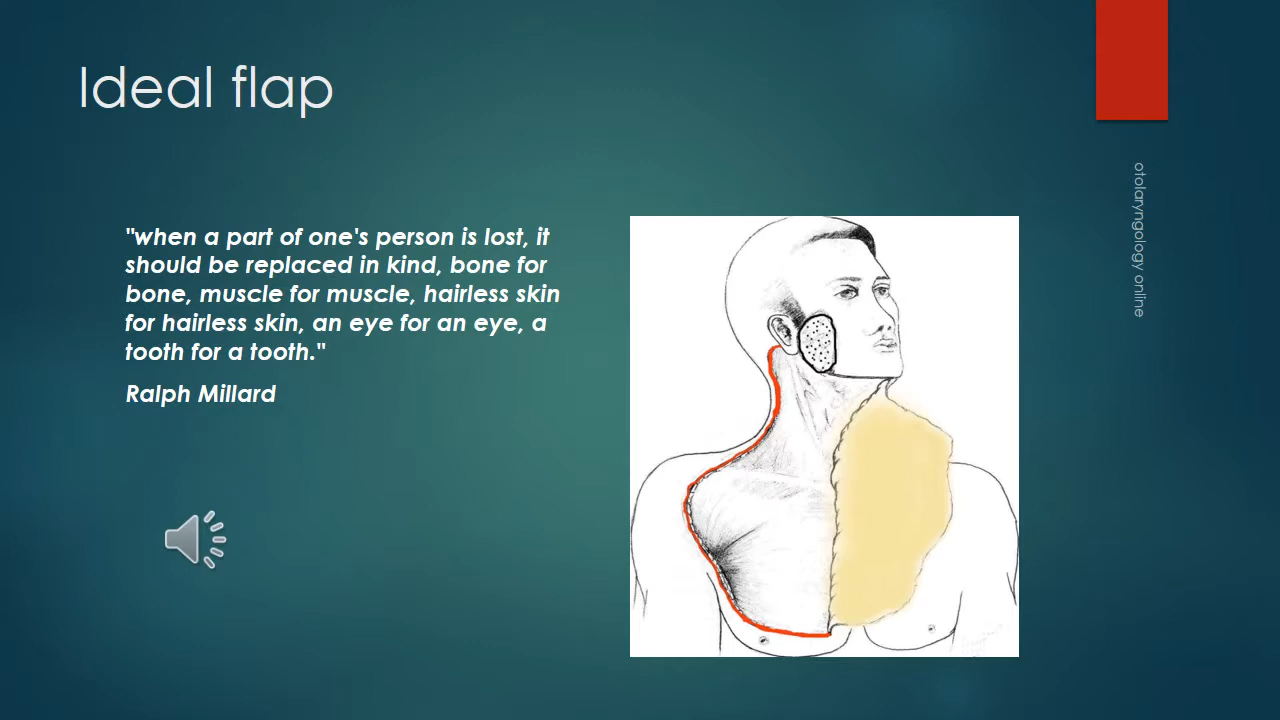 Ideal flap
"when a part of one's person is lost, it
should be replaced in kind, bone for
bone, muscle for muscle, hairless skin
for hairless skin, an eye for an eye, a
tooth for a tooth."
Ralph Millard
otolaryngology online